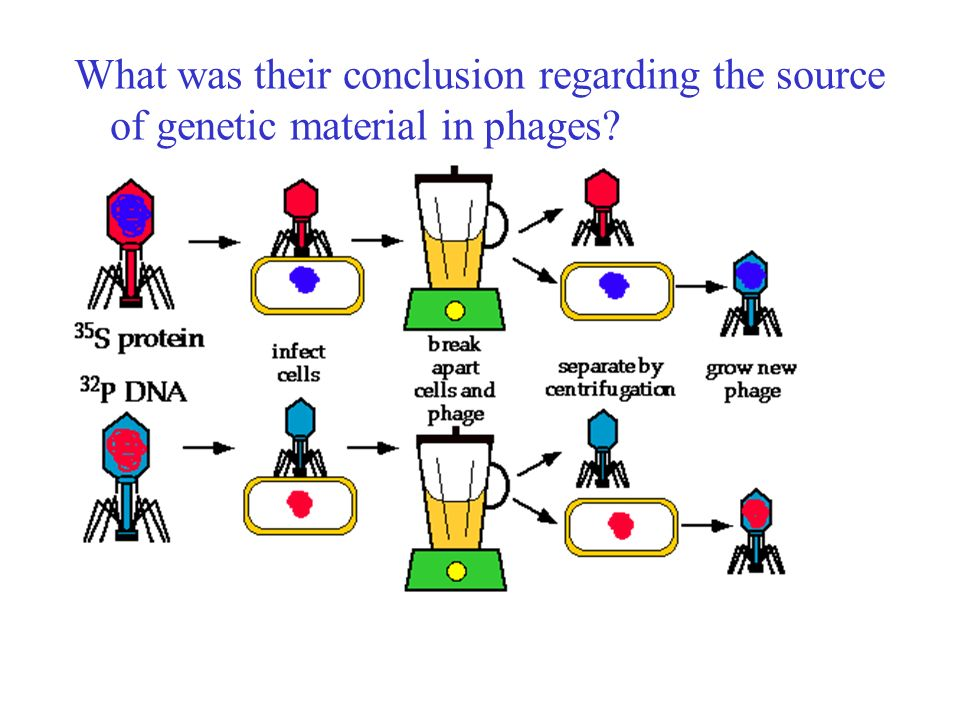 What was their conclusion regarding the source
of genetic material in phages?
³⁵S protein
infect
cells
break
apart
cells and
phage
separate by
centrifugation
grow new
phage
³²P DNA